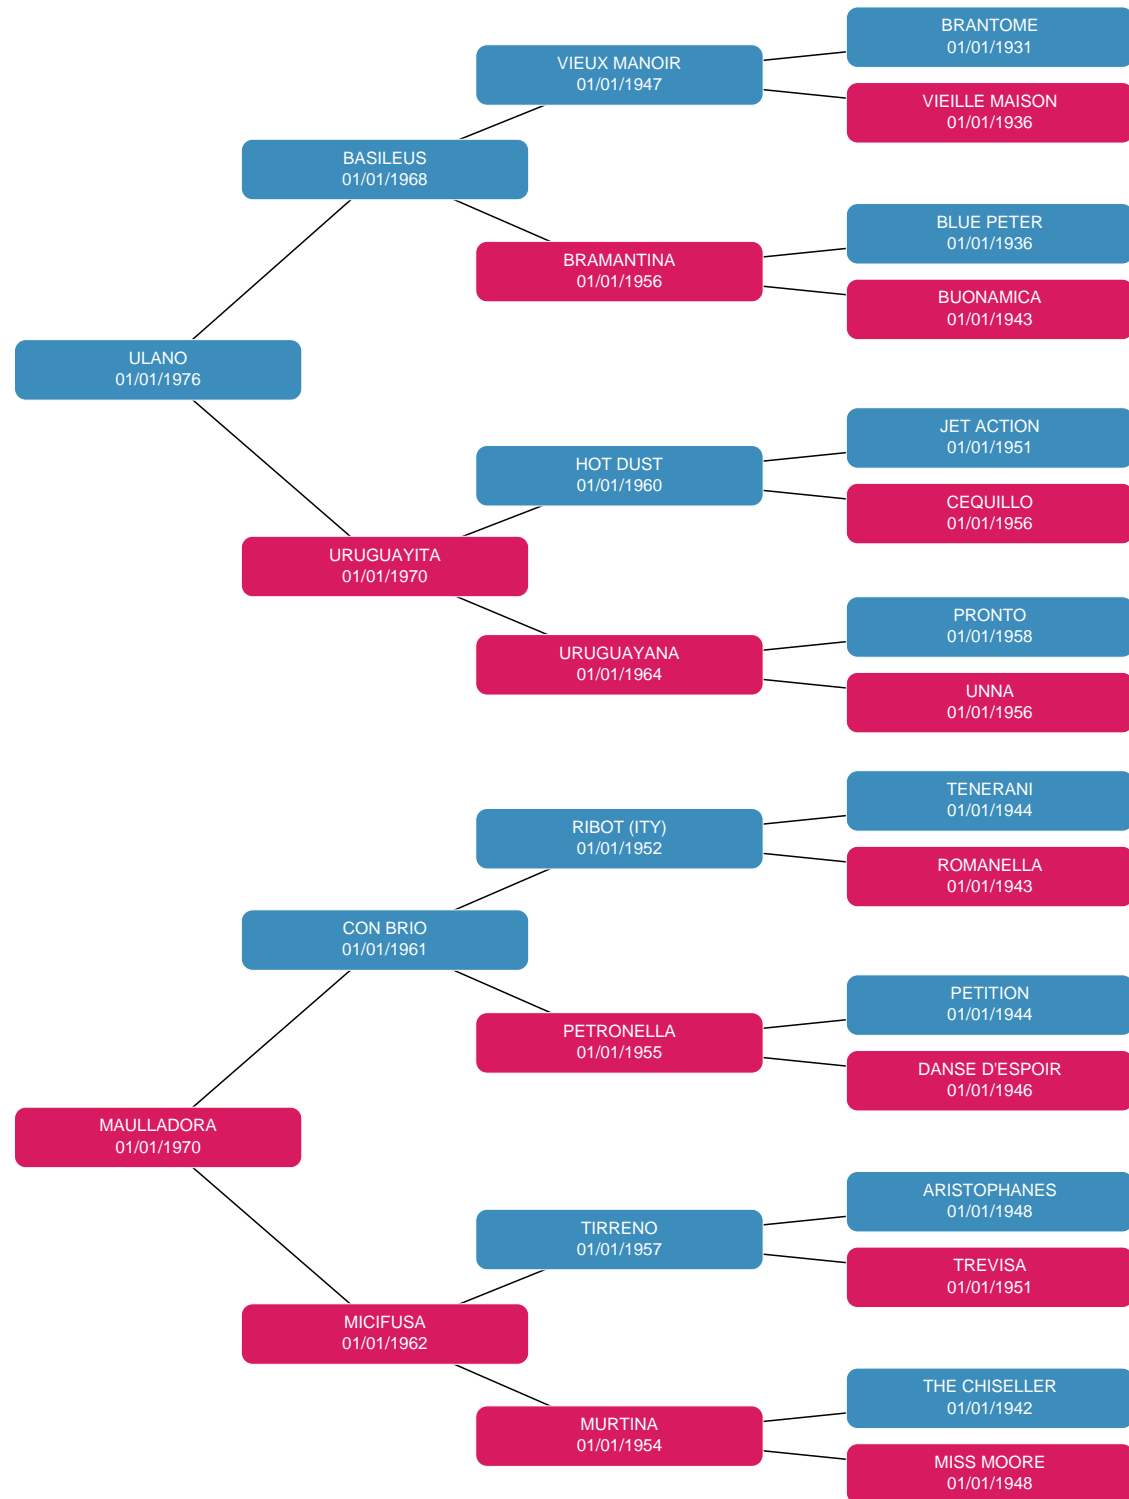 BRANTOME
01/01/1931
VIEUX MANOIR
01/01/1947
VIEILLE MAISON
01/01/1936
BASILEUS
01/01/1968
BLUE PETER
01/01/1936
BRAMANTINA
01/01/1956
BUONAMICA
01/01/1943
ULANO
01/01/1976
JET ACTION
01/01/1951
HOT DUST
01/01/1960
CEQUILLO
01/01/1956
URUGUAYITA
01/01/1970
PRONTO
01/01/1958
URUGUAYANA
01/01/1964
UNNA
01/01/1956
TENERANI
01/01/1944
RIBOT (ITY)
01/01/1952
ROMANELLA
01/01/1943
CON BRIO
01/01/1961
PETITION
01/01/1944
PETRONELLA
01/01/1955
DANSE D'ESPOIR
01/01/1946
MAULLADORA
01/01/1970
ARISTOPHANES
01/01/1948
TIRRENO
01/01/1957
TREVISA
01/01/1951
MICIFUSA
01/01/1962
THE CHISELLER
01/01/1942
MURTINA
01/01/1954
MISS MOORE
01/01/1948